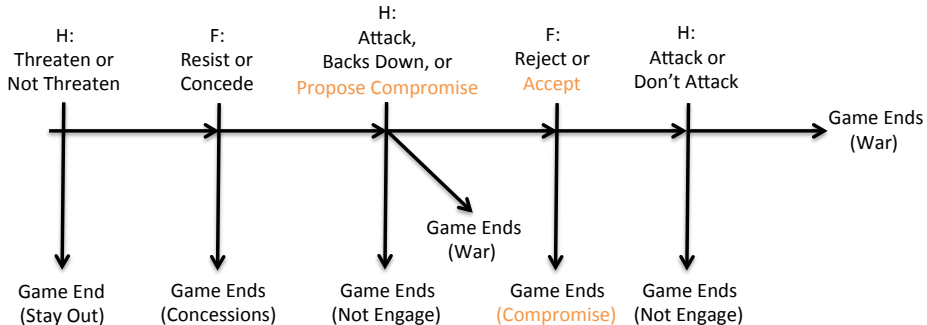 H:
Threaten or
Not Threaten
F:
Resist or
Concede
H:
Attack,
Backs Down, or
Propose Compromise
F:
Reject or
Accept
H:
Attack or
Don't Attack
Game Ends
(War)
Game Ends
(War)
Game End
(Stay Out)
Game Ends
(Concessions)
Game Ends
(Not Engage)
Game Ends
(Compromise)
Game Ends
(Not Engage)